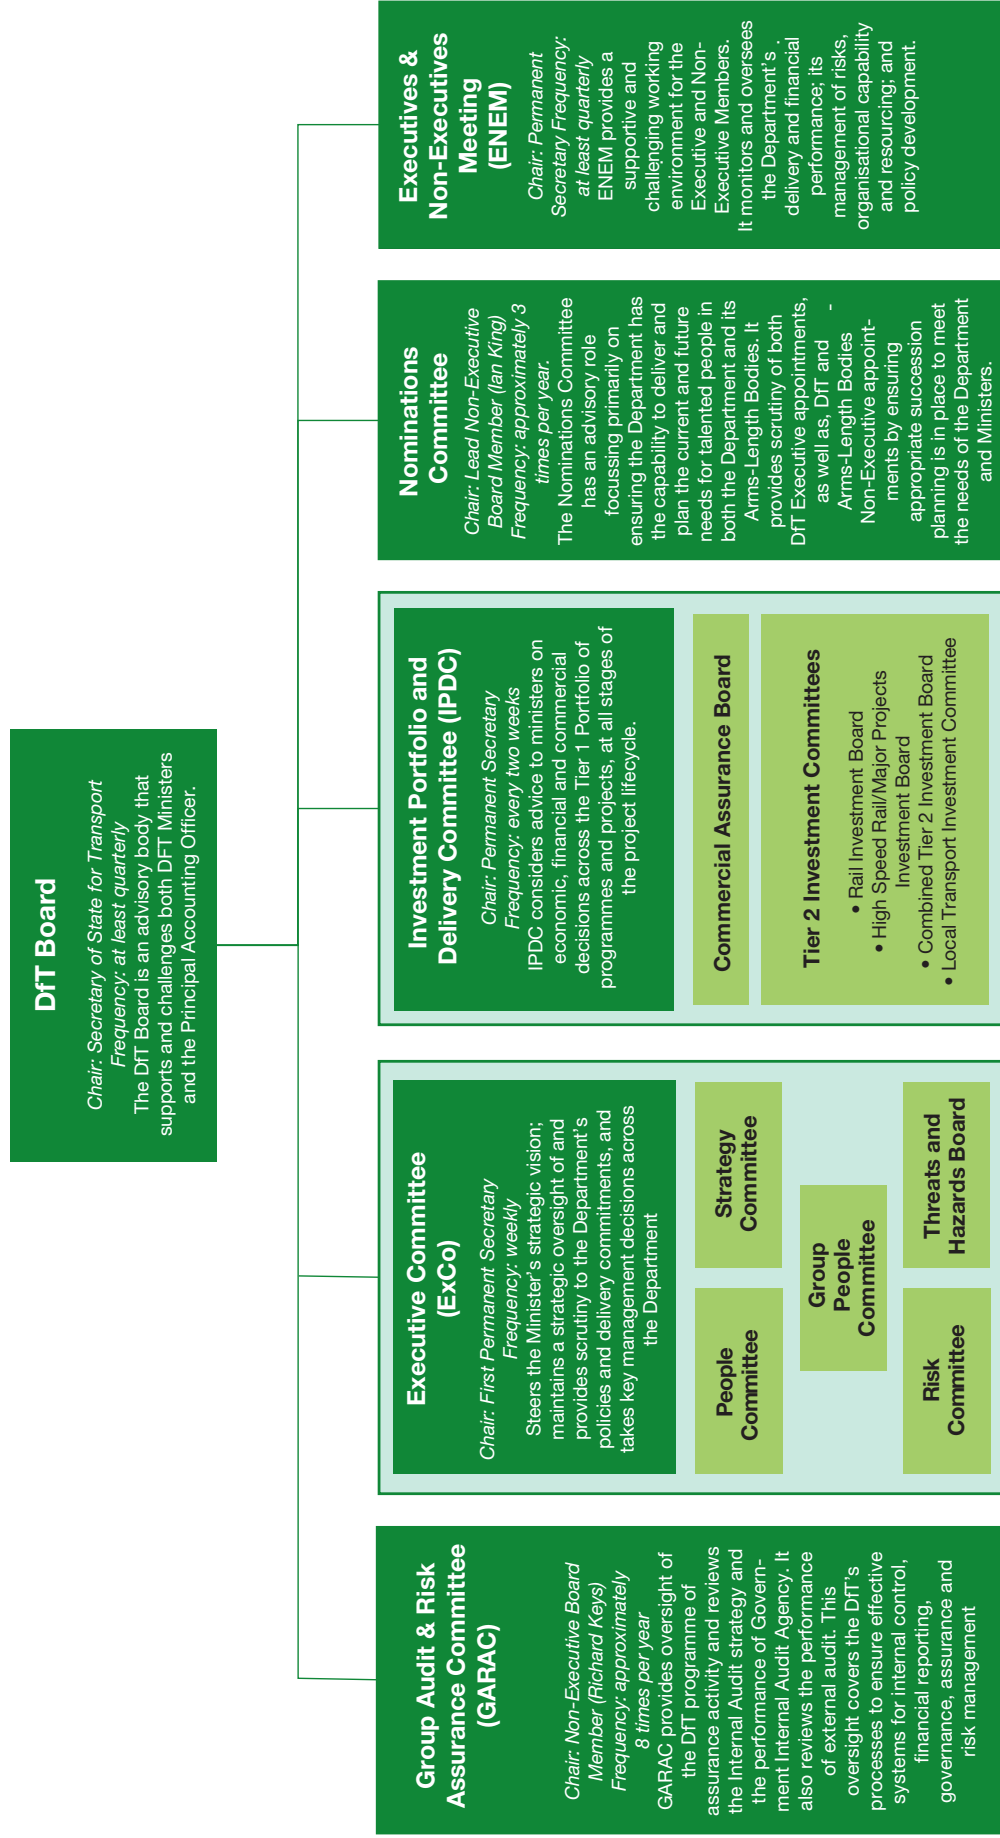 DfT Board
Chair: Secretary of State for Transport
Frequency: at least quarterly
The DfT Board is an advisory body that
supports and challenges both DFT Ministers
and the Principal Accounting Officer.
Group Audit & Risk
Assurance Committee
(GARAC)
Chair: Non-Executive Board
Member (Richard Keys)
Frequency: approximately
8 times per year
GARAC provides oversight of
the DfT programme of
assurance activity and reviews
the Internal Audit strategy and
the performance of Govern-
ment Internal Audit Agency. It
also reviews the performance
of external audit. This
oversight covers the DfT's
processes to ensure effective
systems for internal control,
financial reporting,
governance, assurance and
risk management
Executive Committee
(ExCo)
Chair: First Permanent Secretary
Frequency: weekly
Steers the Minister's strategic vision;
maintains a strategic oversight of and
provides scrutiny to the Department's
policies and delivery commitments, and
takes key management decisions across
the Department
People
Committee
Strategy
Committee
Group
People
Committee
Risk
Committee
Threats and
Hazards Board
Investment Portfolio and
Delivery Committee (IPDC)
Chair: Permanent Secretary
Frequency: every two weeks
IPDC considers advice to ministers on
economic, financial and commercial
decisions across the Tier 1 Portfolio of
programmes and projects, at all stages of
the project lifecycle.
Commercial Assurance Board
Tier 2 Investment Committees
• Rail Investment Board
• High Speed Rail/Major Projects
Investment Board
• Combined Tier 2 Investment Board
• Local Transport Investment Committee
Nominations
Committee
Chair: Lead Non-Executive
Board Member (Ian King)
Frequency: approximately 3
times per year.
The Nominations Committee
has an advisory role
focussing primarily on
ensuring the Department has
the capability to deliver and
plan the current and future
needs for talented people in
both the Department and its
Arms-Length Bodies. It
provides scrutiny of both
DfT Executive appointments,
as well as, DfT and -
Arms-Length Bodies
Non-Executive appoint-
ments by ensuring
appropriate succession
planning is in place to meet
the needs of the Department
and Ministers.
Executives &
Non-Executives
Meeting
(ENEM)
Chair: Permanent
Secretary Frequency:
at least quarterly
ENEM provides a
supportive and
challenging working
environment for the
Executive and Non-
Executive Members.
It monitors and oversees
the Department's .
delivery and financial
performance; its
management of risks,
organisational capability
and resourcing; and
policy development.